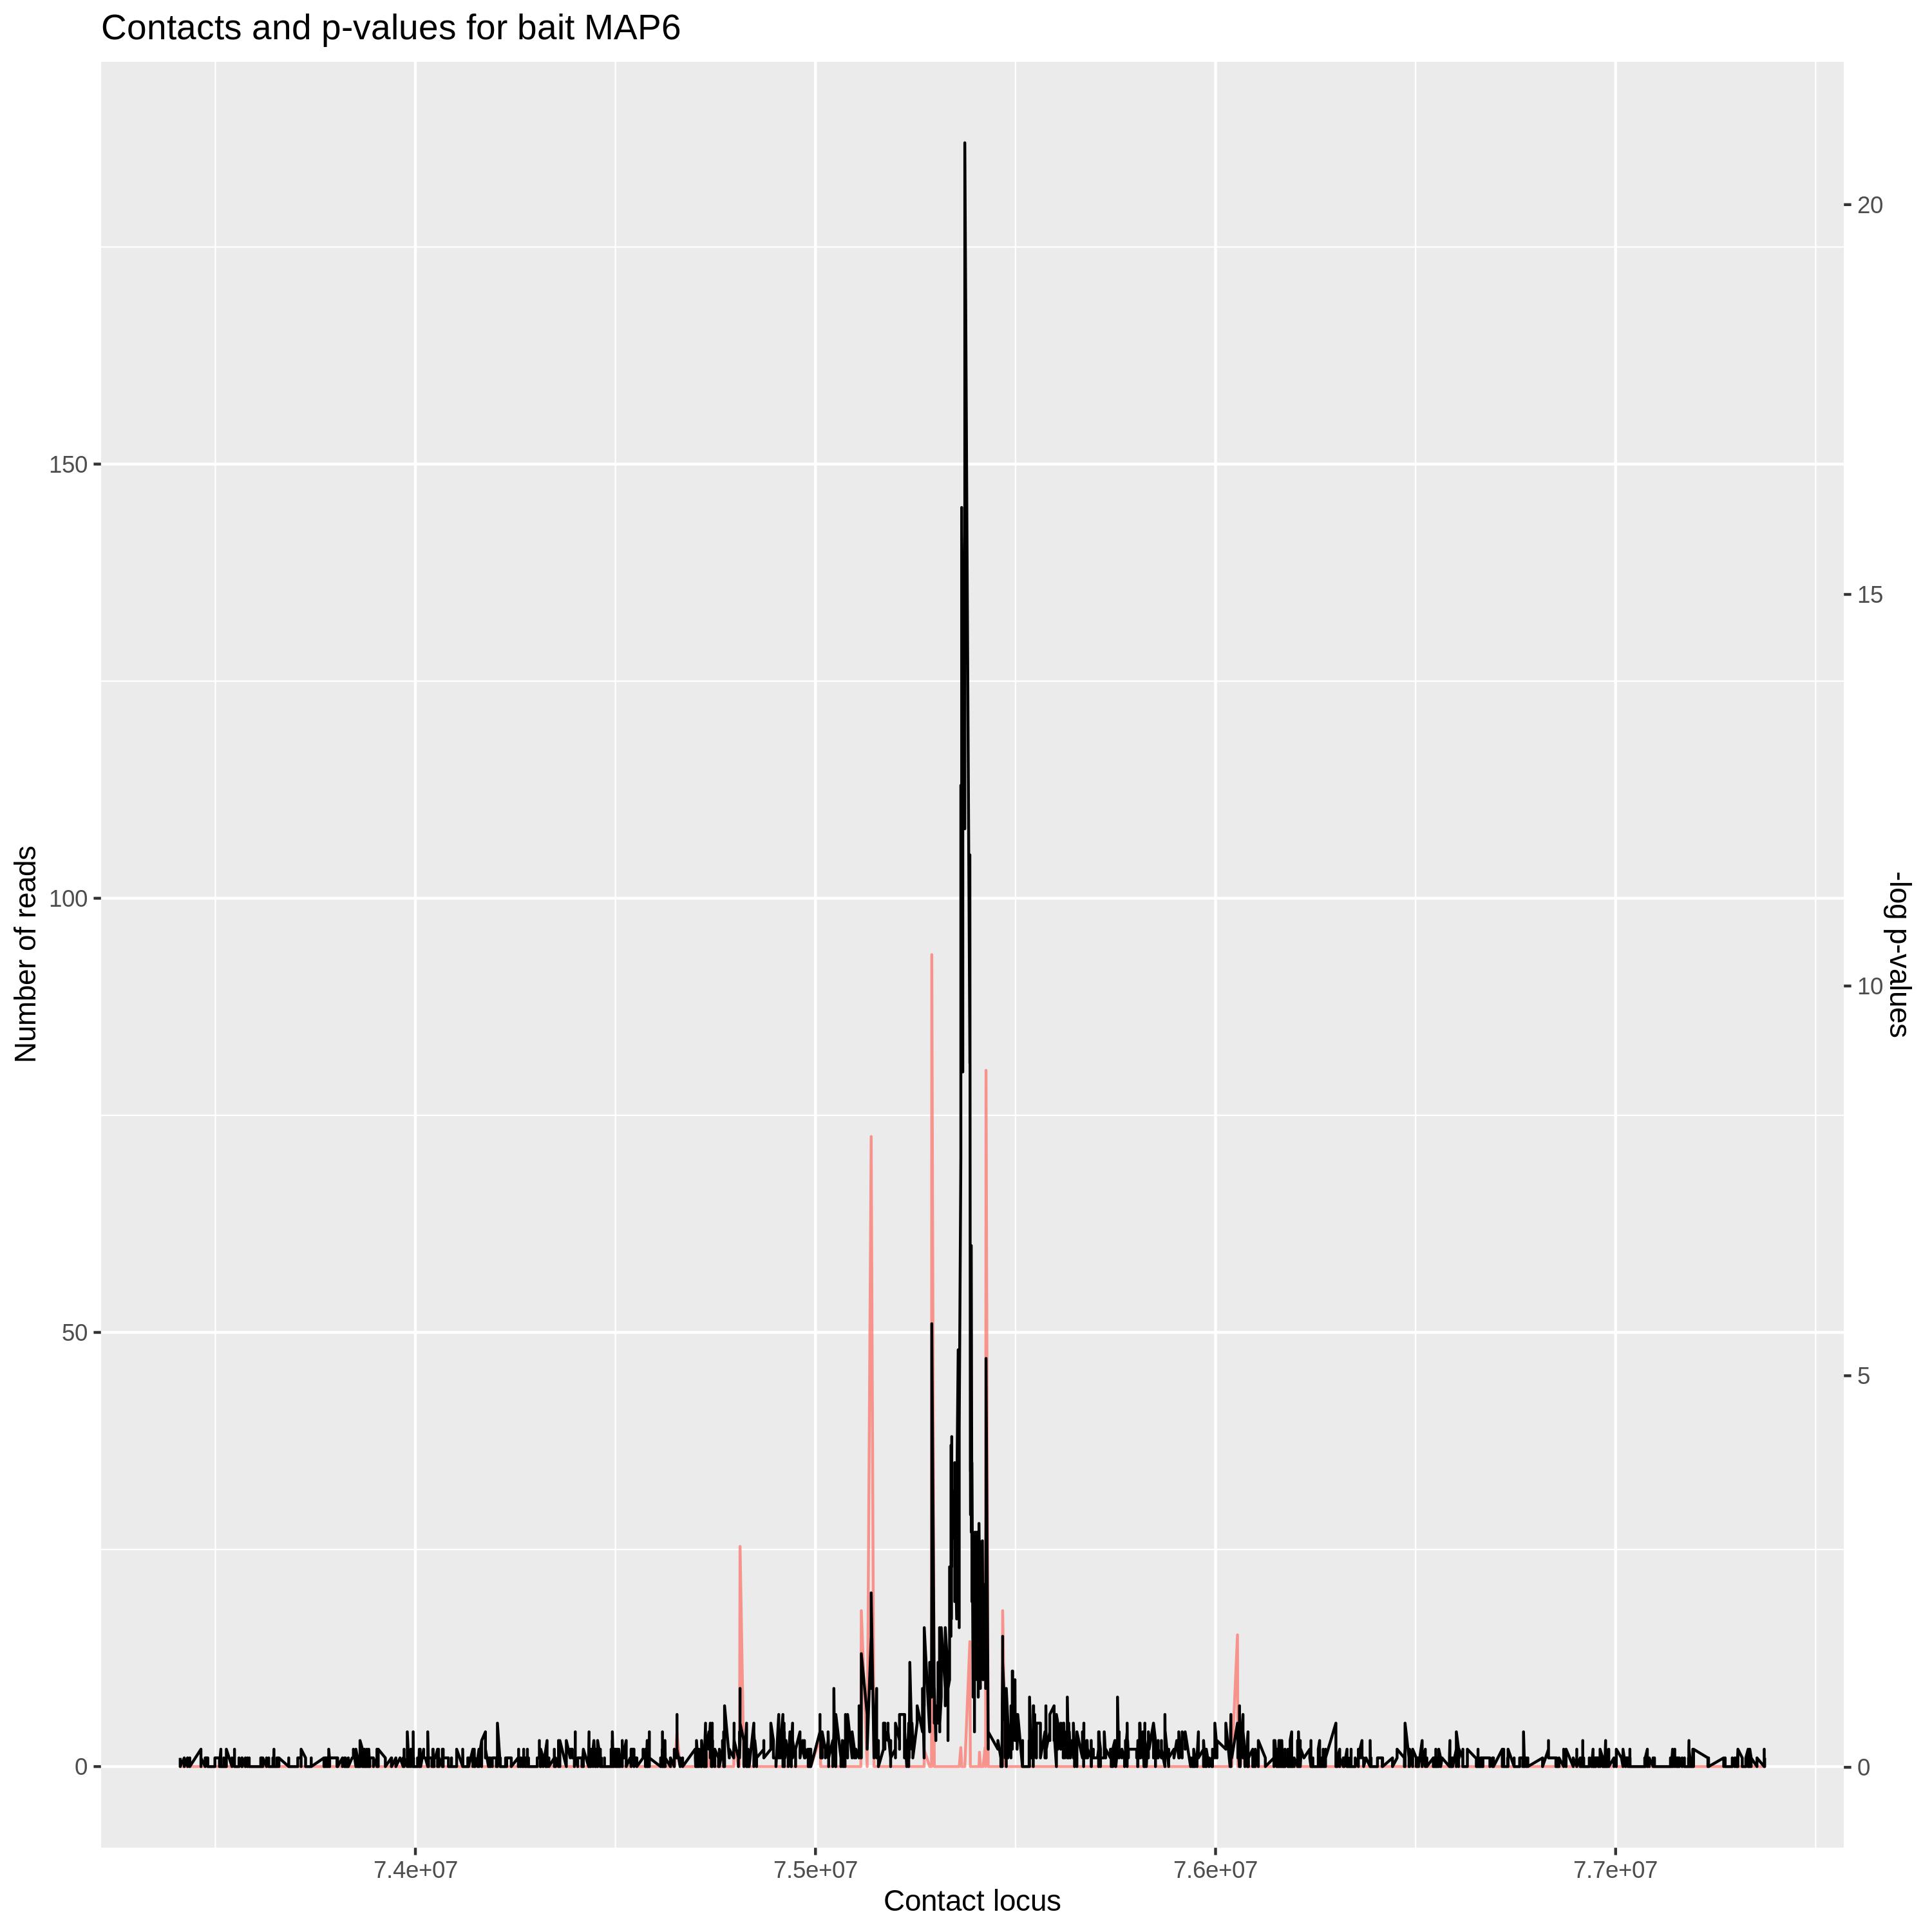 Contacts and p-values for bait MAP6
Number of reads
150
100
50
0
20
15
10
5
0
-log p-values
7.4e+07
7.5e+07
7.6e+07
7.7e+07
Contact locus